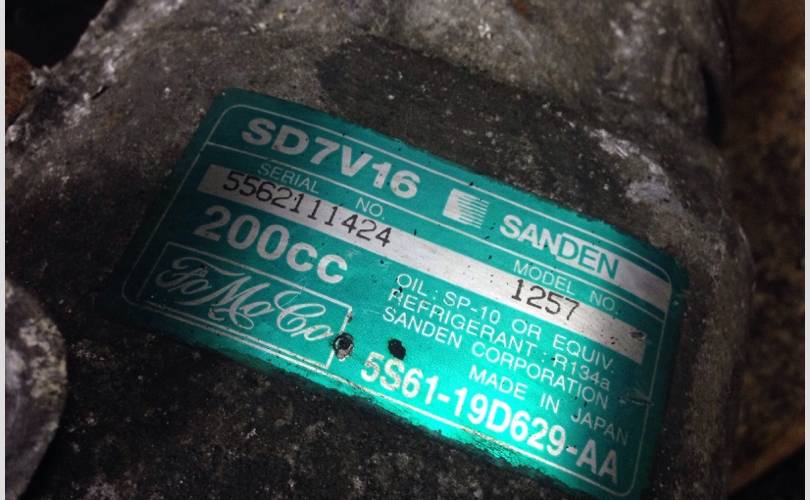 SD7V16
SANDEN
SERIAL NO.
5562111424
MODEL NO.
1257
200cc
OIL : SP-10 OR EQUIV.
REFRIGERANT : R134a
SANDEN CORPORATION
MADE IN JAPAN
FoMoCo
5S61-19D629-AA